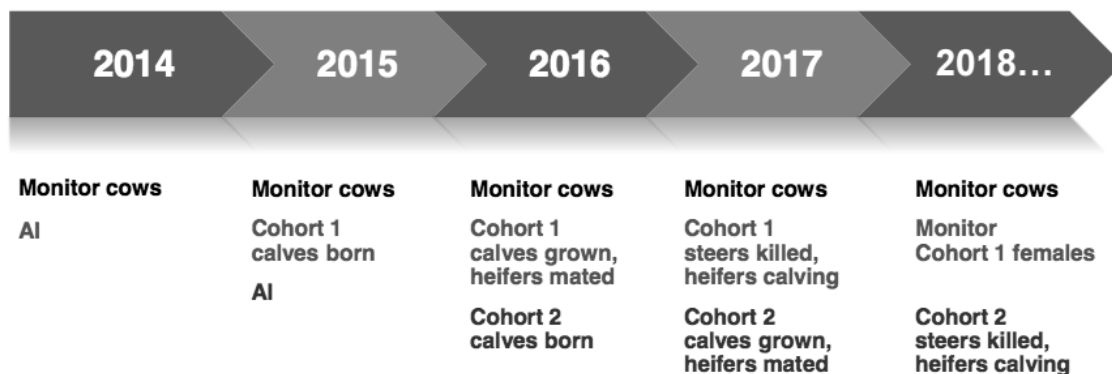 2014
2015
2016
2017
2018...
Monitor cows
AI
Monitor cows
Cohort 1
calves born
AI
Monitor cows
Cohort 1
calves grown,
heifers mated
Cohort 2
calves born
Monitor cows
Cohort 1
steers killed,
heifers calving
Cohort 2
calves grown,
heifers mated
Monitor cows
Monitor
Cohort 1 females
Cohort 2
steers killed,
heifers calving